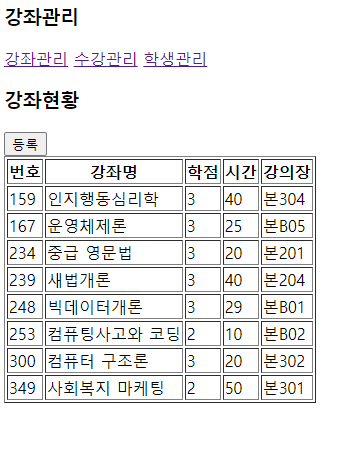 강좌관리
강좌관리 수강관리 학생관리
강좌현황
등록
번호 강좌명 학점 시간 강의장
159 인지행동심리학 3 40 본304
167 운영체제론 3 25 본B05
234 중급 영문법 3 20 본201
239 새법개론 3 40 본204
248 빅데이터개론 3 29 본B01
253 컴퓨팅사고와 코딩 2 10 본B02
300 컴퓨터 구조론 3 20 본302
349 사회복지 마케팅 2 50 본301